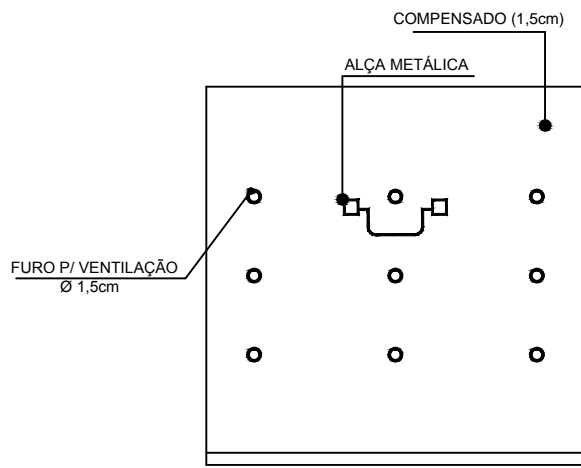 COMPENSADO (1,5cm)
ALÇA METÁLICA
FURO P/ VENTILAÇÃO
Ø 1,5cm